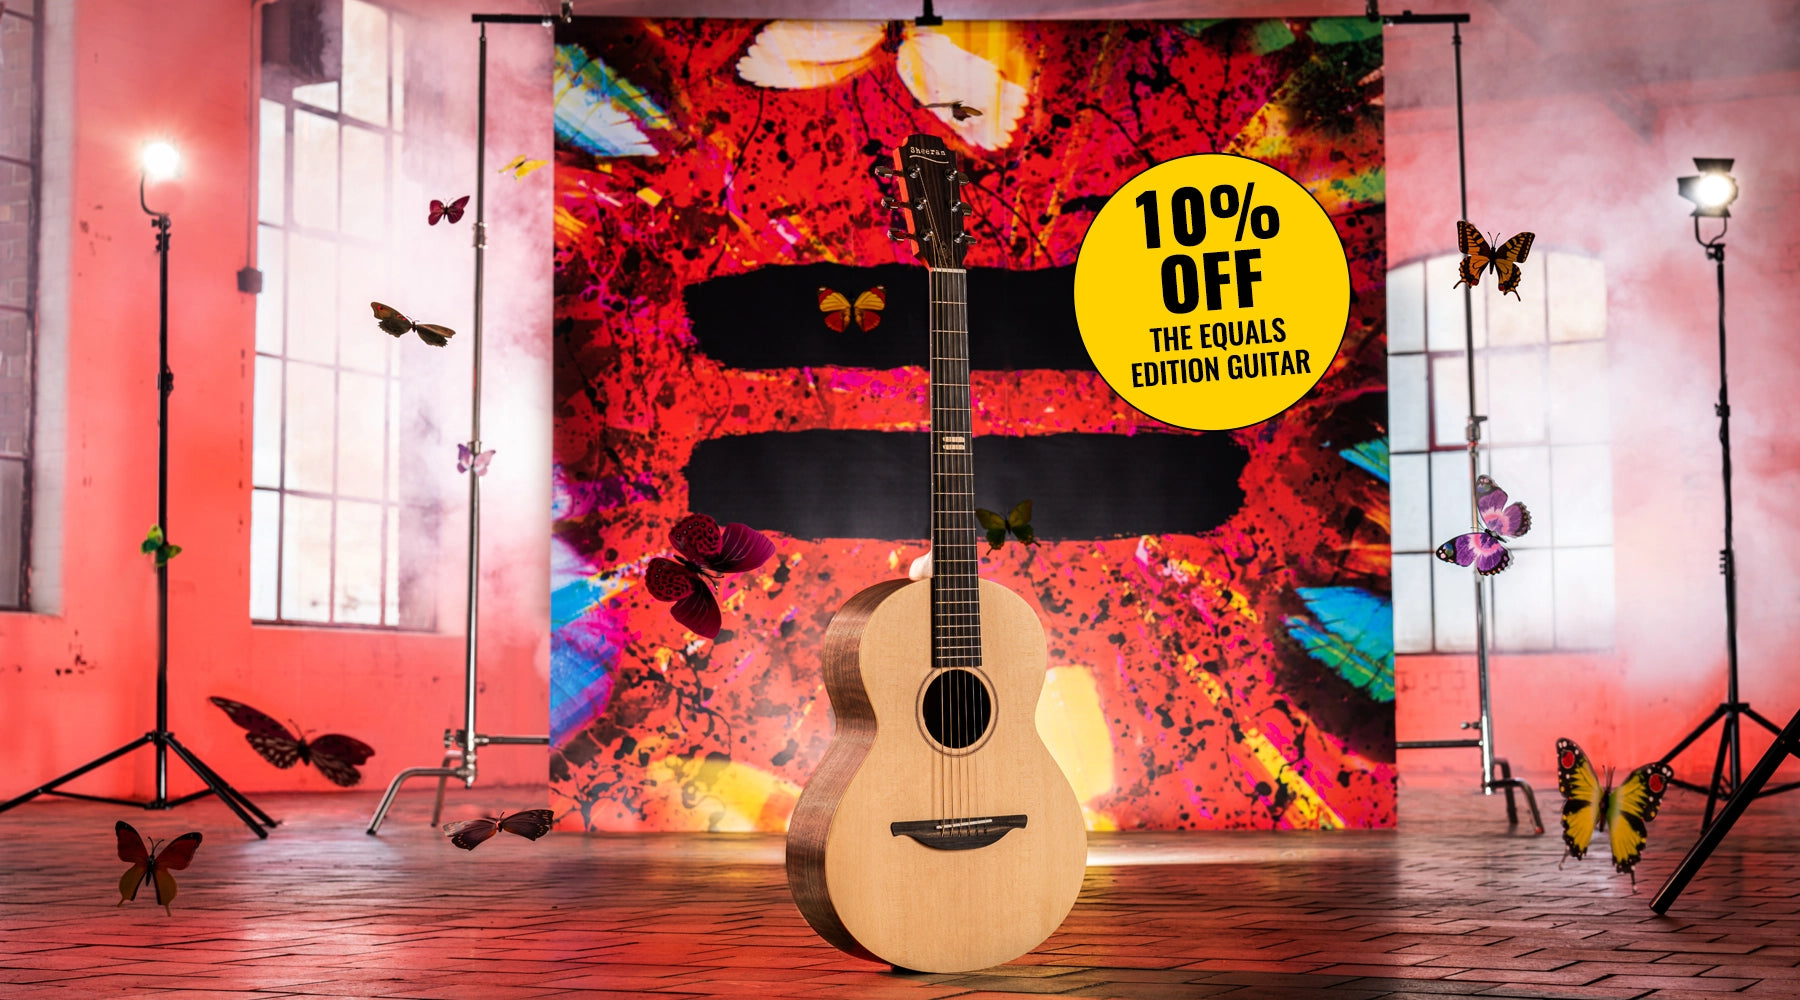 Sheeran
10%
OFF
THE EQUALS
EDITION GUITAR